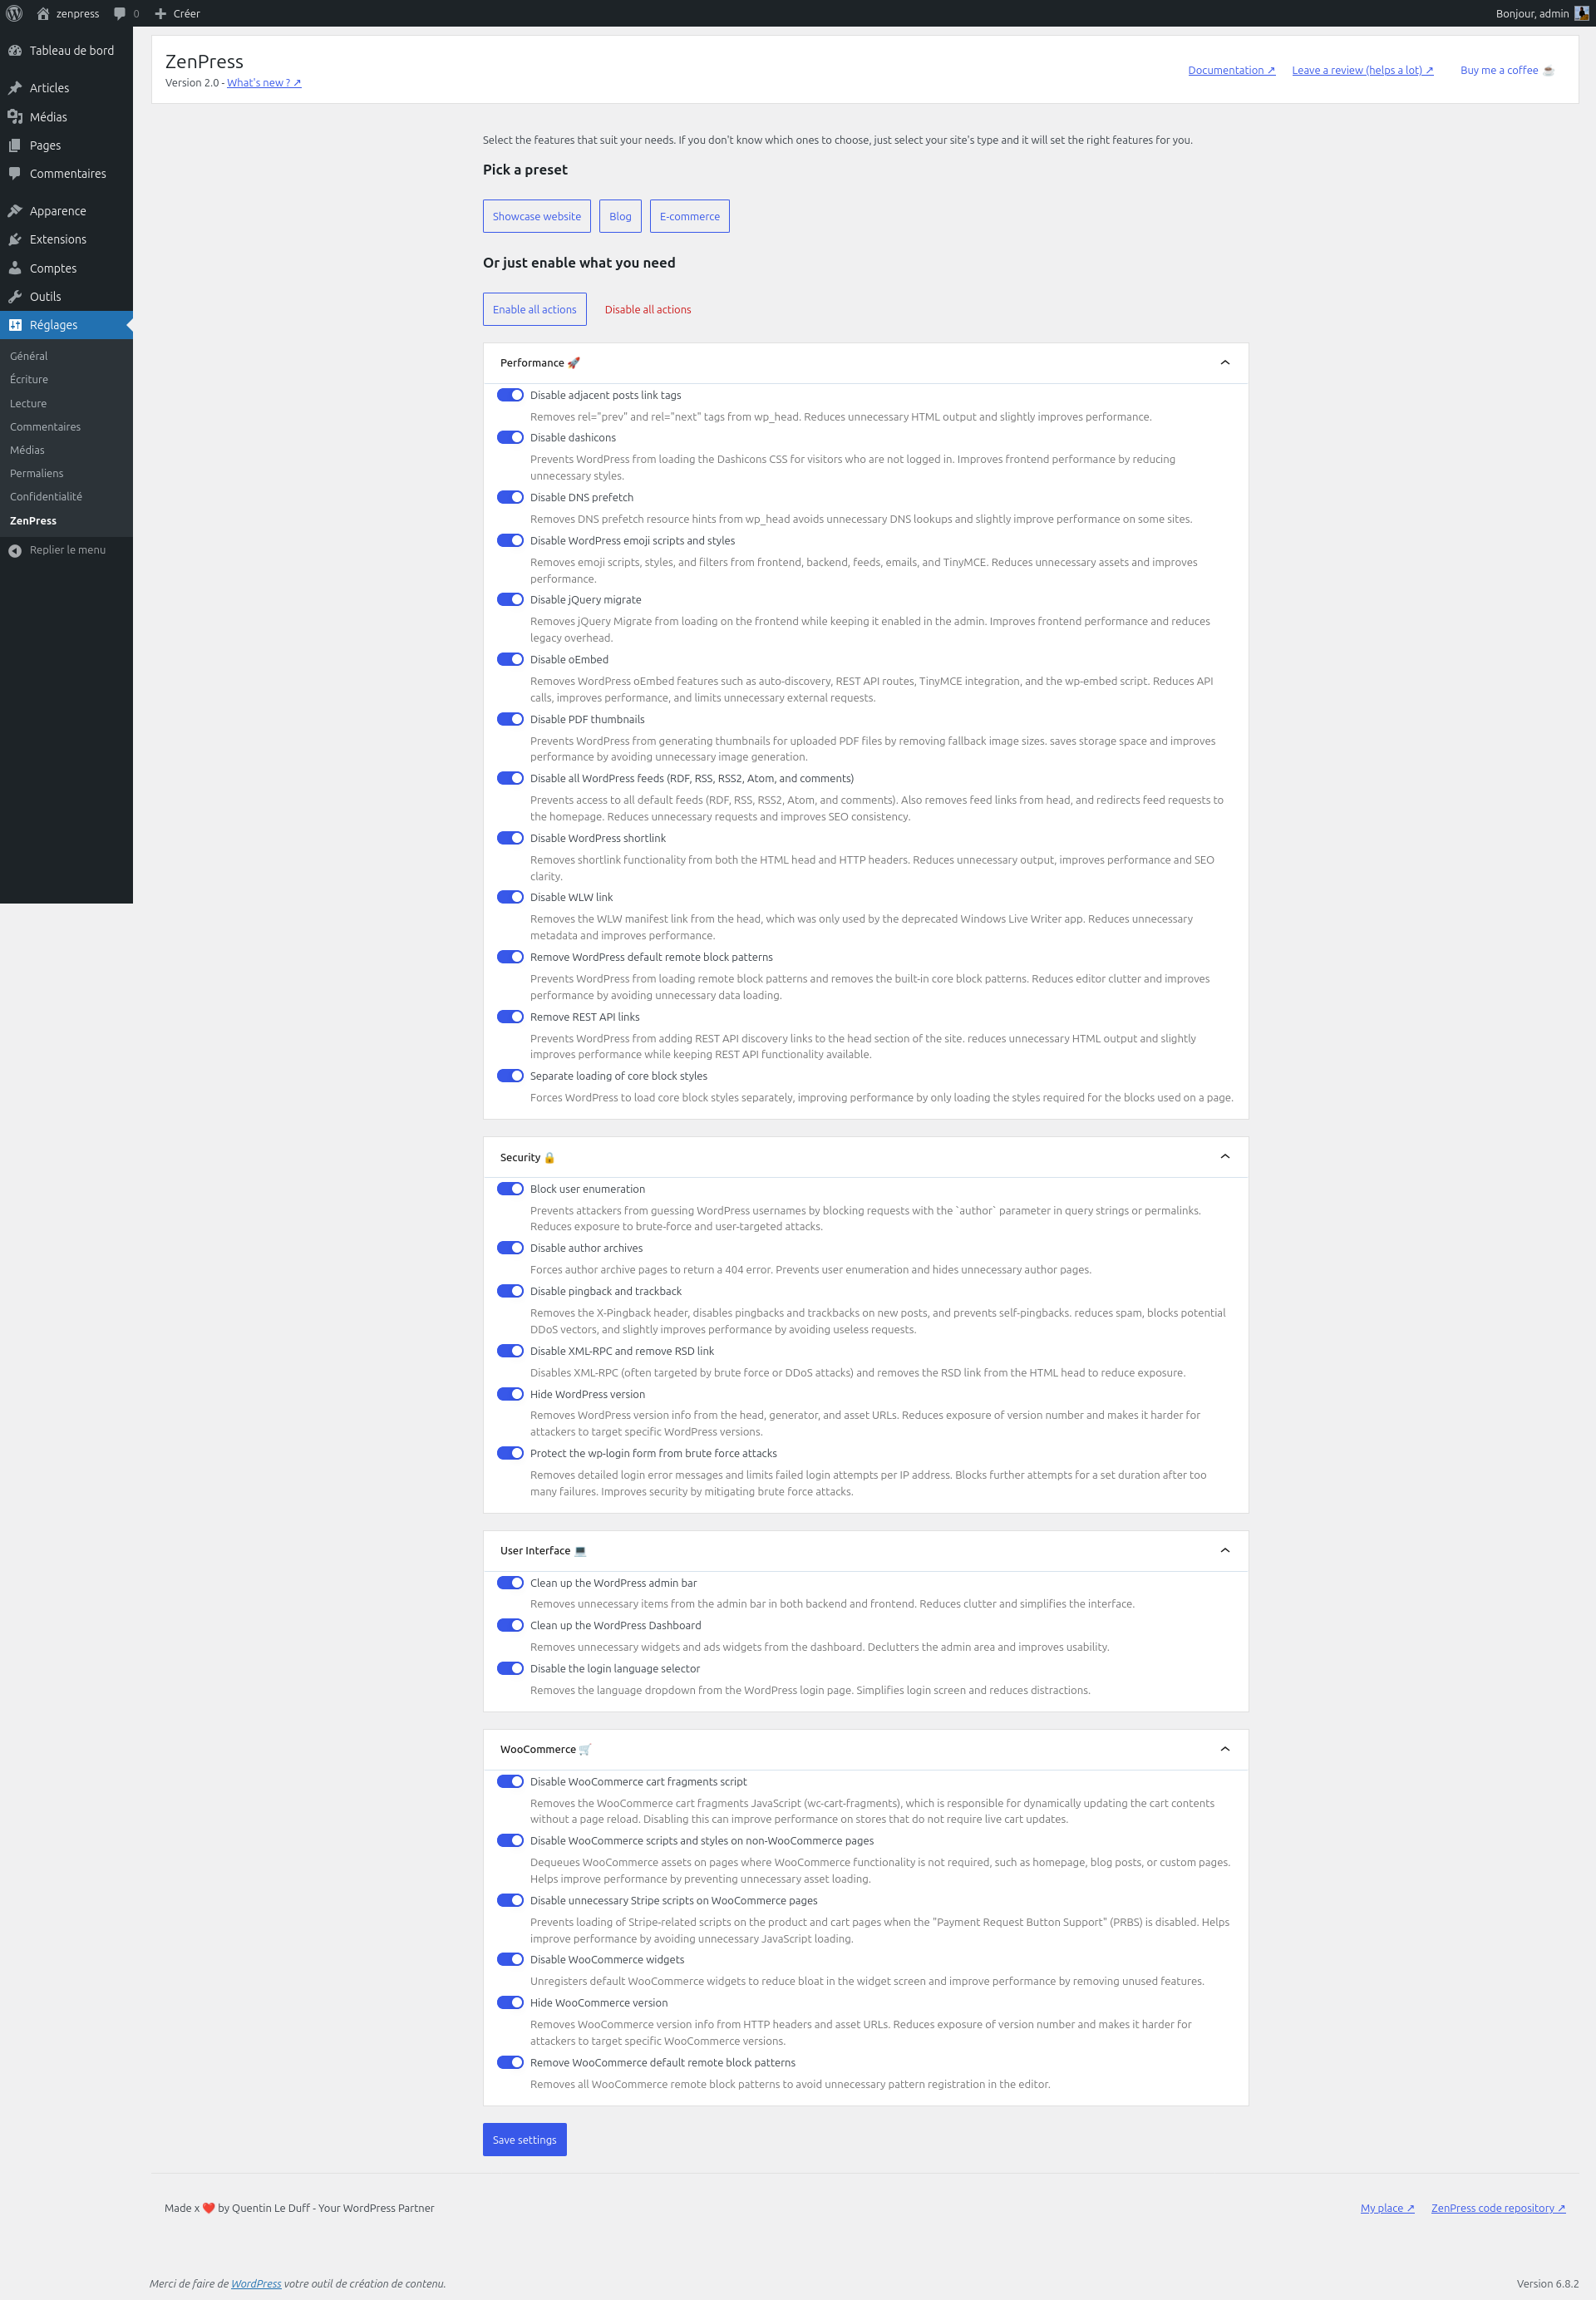 zenpress
0
Créer
Bonjour, admin
Tableau de bord
Articles
Médias
Pages
Commentaires
Apparence
Extensions
Comptes
Outils
Réglages
Général
Écriture
Lecture
Commentaires
Médias
Permaliens
Confidentialité
ZenPress
Replier le menu
ZenPress
Version 2.0 - What's new ? ↗
Documentation ↗
Leave a review (helps a lot) ↗
Buy me a coffee ☕
Select the features that suit your needs. If you don't know which ones to choose, just select your site's type and it will set the right features for you.
Pick a preset
Showcase website
Blog
E-commerce
Or just enable what you need
Enable all actions
Disable all actions
Performance 🚀
Disable adjacent posts link tags
Removes rel="prev" and rel="next" tags from wp_head. Reduces unnecessary HTML output and slightly improves performance.
Disable dashicons
Prevents WordPress from loading the Dashicons CSS for visitors who are not logged in. Improves frontend performance by reducing
unnecessary styles.
Disable DNS prefetch
Removes DNS prefetch resource hints from wp_head avoids unnecessary DNS lookups and slightly improve performance on some sites.
Disable WordPress emoji scripts and styles
Removes emoji scripts, styles, and filters from frontend, backend, feeds, emails, and TinyMCE. Reduces unnecessary assets and improves
performance.
Disable jQuery migrate
Removes jQuery Migrate from loading on the frontend while keeping it enabled in the admin. Improves frontend performance and reduces
legacy overhead.
Disable oEmbed
Removes WordPress oEmbed features such as auto-discovery, REST API routes, TinyMCE integration, and the wp-embed script. Reduces API
calls, improves performance, and limits unnecessary external requests.
Disable PDF thumbnails
Prevents WordPress from generating thumbnails for uploaded PDF files by removing fallback image sizes. saves storage space and improves
performance by avoiding unnecessary image generation.
Disable all WordPress feeds (RDF, RSS, RSS2, Atom, and comments)
Prevents access to all default feeds (RDF, RSS, RSS2, Atom, and comments). Also removes feed links from head, and redirects feed requests to
the homepage. Reduces unnecessary requests and improves SEO consistency.
Disable WordPress shortlink
Removes shortlink functionality from both the HTML head and HTTP headers. Reduces unnecessary output, improves performance and SEO
clarity.
Disable WLW link
Removes the WLW manifest link from the head, which was only used by the deprecated Windows Live Writer app. Reduces unnecessary
metadata and improves performance.
Remove WordPress default remote block patterns
Prevents WordPress from loading remote block patterns and removes the built-in core block patterns. Reduces editor clutter and improves
performance by avoiding unnecessary data loading.
Remove REST API links
Prevents WordPress from adding REST API discovery links to the head section of the site. reduces unnecessary HTML output and slightly
improves performance while keeping REST API functionality available.
Separate loading of core block styles
Forces WordPress to load core block styles separately, improving performance by only loading the styles required for the blocks used on a page.
Security 🔒
Block user enumeration
Prevents attackers from guessing WordPress usernames by blocking requests with the `author` parameter in query strings or permalinks.
Reduces exposure to brute-force and user-targeted attacks.
Disable author archives
Forces author archive pages to return a 404 error. Prevents user enumeration and hides unnecessary author pages.
Disable pingback and trackback
Removes the X-Pingback header, disables pingbacks and trackbacks on new posts, and prevents self-pingbacks. reduces spam, blocks potential
DDoS vectors, and slightly improves performance by avoiding useless requests.
Disable XML-RPC and remove RSD link
Disables XML-RPC (often targeted by brute force or DDoS attacks) and removes the RSD link from the HTML head to reduce exposure.
Hide WordPress version
Removes WordPress version info from the head, generator, and asset URLs. Reduces exposure of version number and makes it harder for
attackers to target specific WordPress versions.
Protect the wp-login form from brute force attacks
Removes detailed login error messages and limits failed login attempts per IP address. Blocks further attempts for a set duration after too
many failures. Improves security by mitigating brute force attacks.
User Interface 💻
Clean up the WordPress admin bar
Removes unnecessary items from the admin bar in both backend and frontend. Reduces clutter and simplifies the interface.
Clean up the WordPress Dashboard
Removes unnecessary widgets and ads widgets from the dashboard. Declutters the admin area and improves usability.
Disable the login language selector
Removes the language dropdown from the WordPress login page. Simplifies login screen and reduces distractions.
WooCommerce 🛒
Disable WooCommerce cart fragments script
Removes the WooCommerce cart fragments JavaScript (wc-cart-fragments), which is responsible for dynamically updating the cart contents
without a page reload. Disabling this can improve performance on stores that do not require live cart updates.
Disable WooCommerce scripts and styles on non-WooCommerce pages
Dequeues WooCommerce assets on pages where WooCommerce functionality is not required, such as homepage, blog posts, or custom pages.
Helps improve performance by preventing unnecessary asset loading.
Disable unnecessary Stripe scripts on WooCommerce pages
Prevents loading of Stripe-related scripts on the product and cart pages when the "Payment Request Button Support" (PRBS) is disabled. Helps
improve performance by avoiding unnecessary JavaScript loading.
Disable WooCommerce widgets
Unregisters default WooCommerce widgets to reduce bloat in the widget screen and improve performance by removing unused features.
Hide WooCommerce version
Removes WooCommerce version info from HTTP headers and asset URLs. Reduces exposure of version number and makes it harder for
attackers to target specific WooCommerce versions.
Remove WooCommerce default remote block patterns
Removes all WooCommerce remote block patterns to avoid unnecessary pattern registration in the editor.
Save settings
Made x ❤️ by Quentin Le Duff - Your WordPress Partner
My place ↗
ZenPress code repository ↗
Merci de faire de WordPress votre outil de création de contenu.
Version 6.8.2